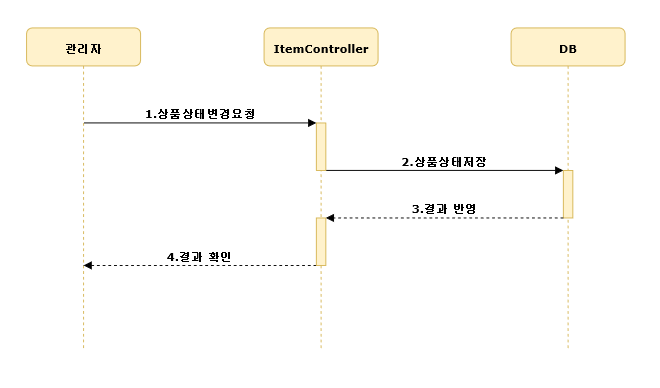 관리자
ItemController
DB
1.상품상태변경요청
2.상품상태저장
3.결과 반영
4.결과 확인